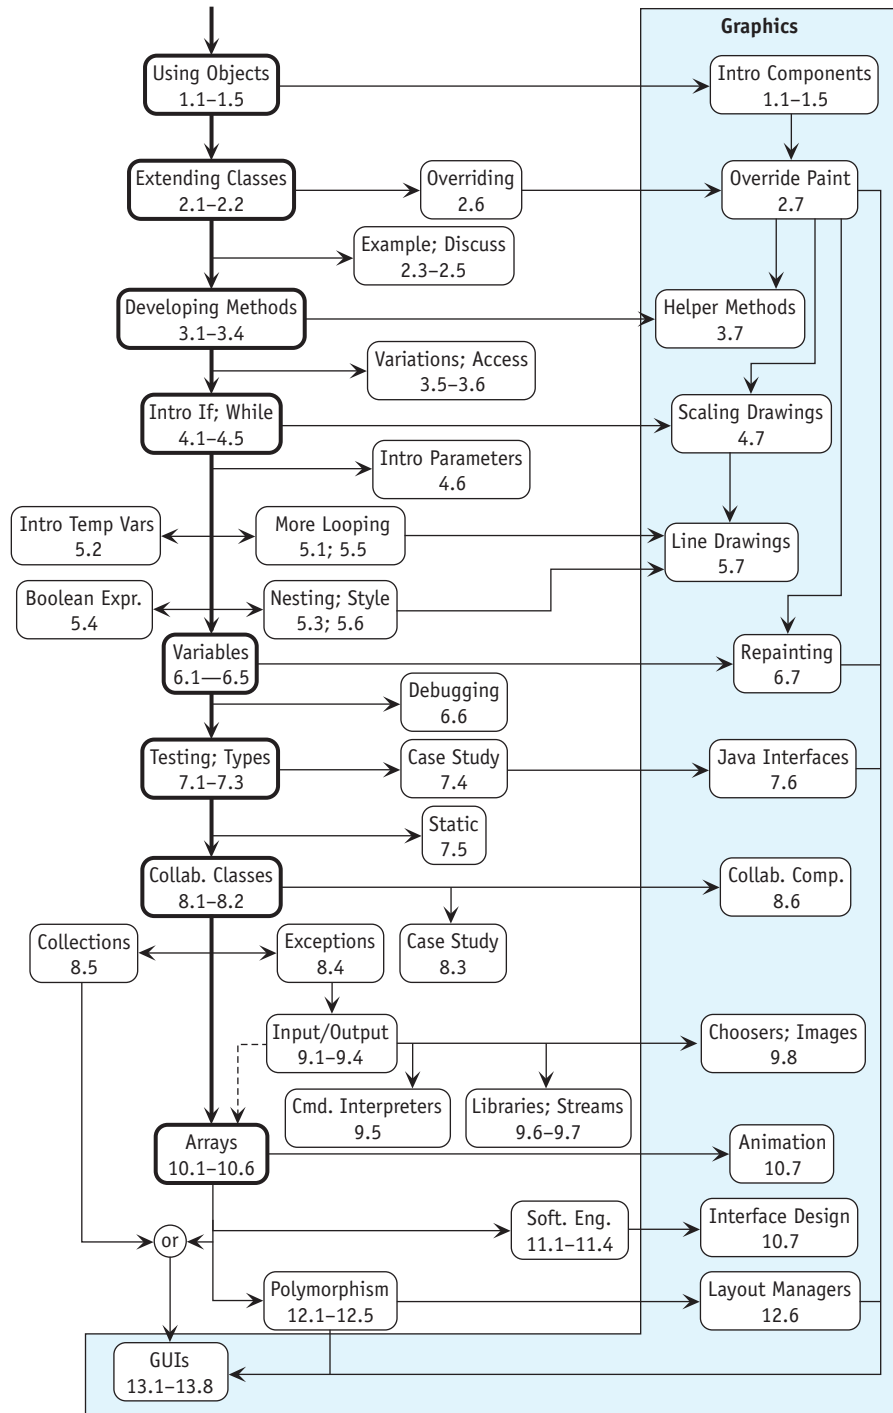 Graphics
Using Objects
1.1–1.5
Intro Components
1.1–1.5
Extending Classes
2.1–2.2
Overriding
2.6
Override Paint
2.7
Example; Discuss
2.3–2.5
Developing Methods
3.1–3.4
Helper Methods
3.7
Variations; Access
3.5–3.6
Intro If; While
4.1–4.5
Scaling Drawings
4.7
Intro Parameters
4.6
Intro Temp Vars
5.2
More Looping
5.1; 5.5
Line Drawings
5.7
Boolean Expr.
5.4
Nesting; Style
5.3; 5.6
Variables
6.1—6.5
Repainting
6.7
Debugging
6.6
Testing; Types
7.1–7.3
Case Study
7.4
Java Interfaces
7.6
Static
7.5
Collab. Classes
8.1–8.2
Collab. Comp.
8.6
Collections
8.5
Exceptions
8.4
Case Study
8.3
Input/Output
9.1–9.4
Choosers; Images
9.8
Cmd. Interpreters
9.5
Libraries; Streams
9.6–9.7
Arrays
10.1–10.6
Animation
10.7
or
Soft. Eng.
11.1–11.4
Interface Design
10.7
Polymorphism
12.1–12.5
Layout Managers
12.6
GUIs
13.1–13.8